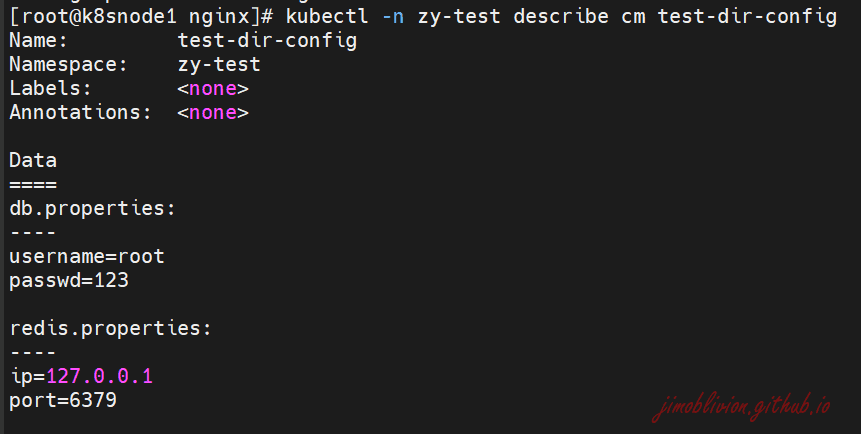 [root@k8snode1 nginx]# kubectl -n zy-test describe cm test-dir-config
Name:         test-dir-config
Namespace:    zy-test
Labels:       <none>
Annotations:  <none>

Data
====
db.properties:
----
username=root
passwd=123

redis.properties:
----
ip=127.0.0.1
port=6379
jimoblivion.github.io